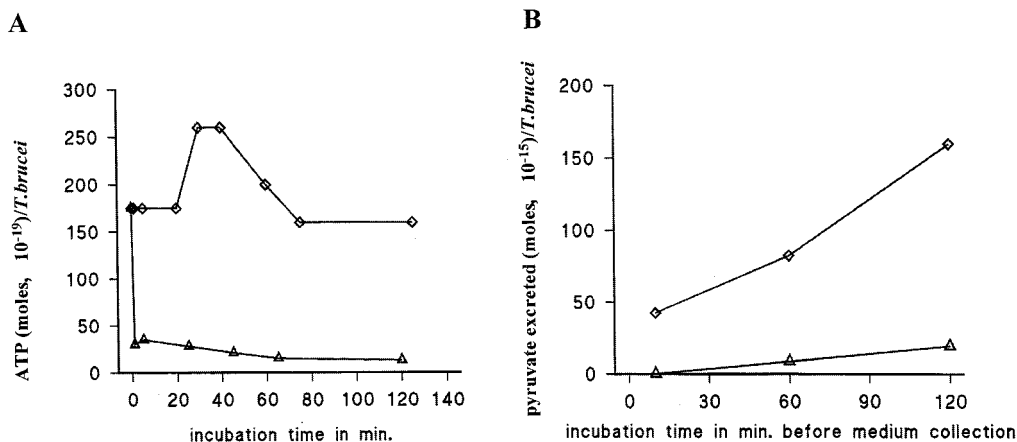 A
ATP (moles, 10⁻¹⁹)/T.brucei
300
250
200
150
100
50
0
0 20 40 60 80 100 120 140
incubation time in min.
B
pyruvate excreted (moles, 10⁻¹⁵)/T.brucei
200
150
100
50
0
0 30 60 90 120
incubation time in min. before medium collection